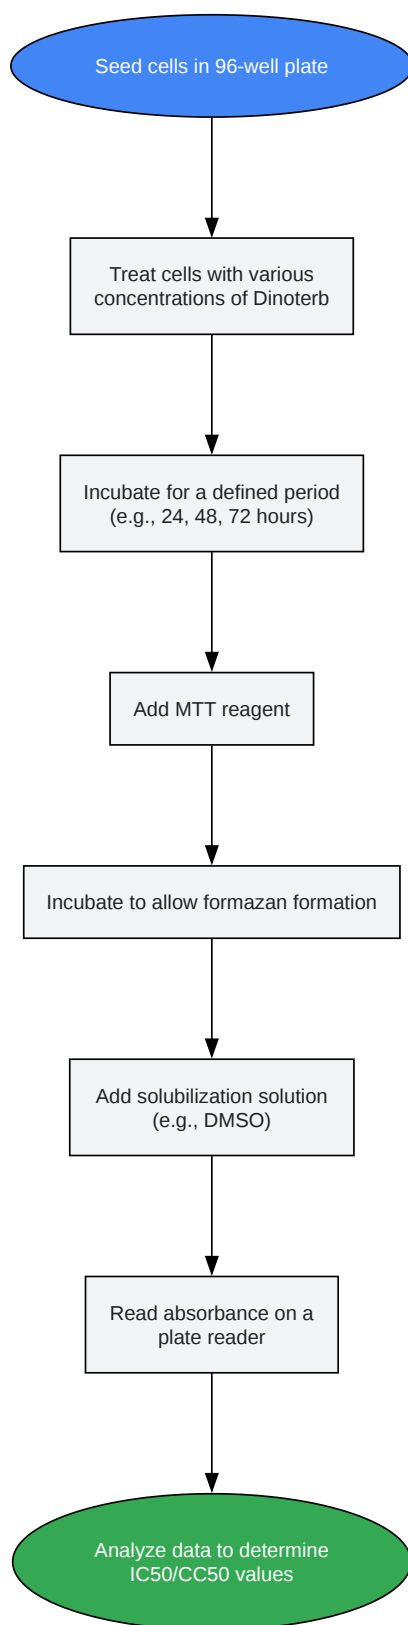 Seed cells in 96-well plate
Treat cells with various
concentrations of Dinoterb
Incubate for a defined period
(e.g., 24, 48, 72 hours)
Add MTT reagent
Incubate to allow formazan formation
Add solubilization solution
(e.g., DMSO)
Read absorbance on a
plate reader
Analyze data to determine
IC50/CC50 values